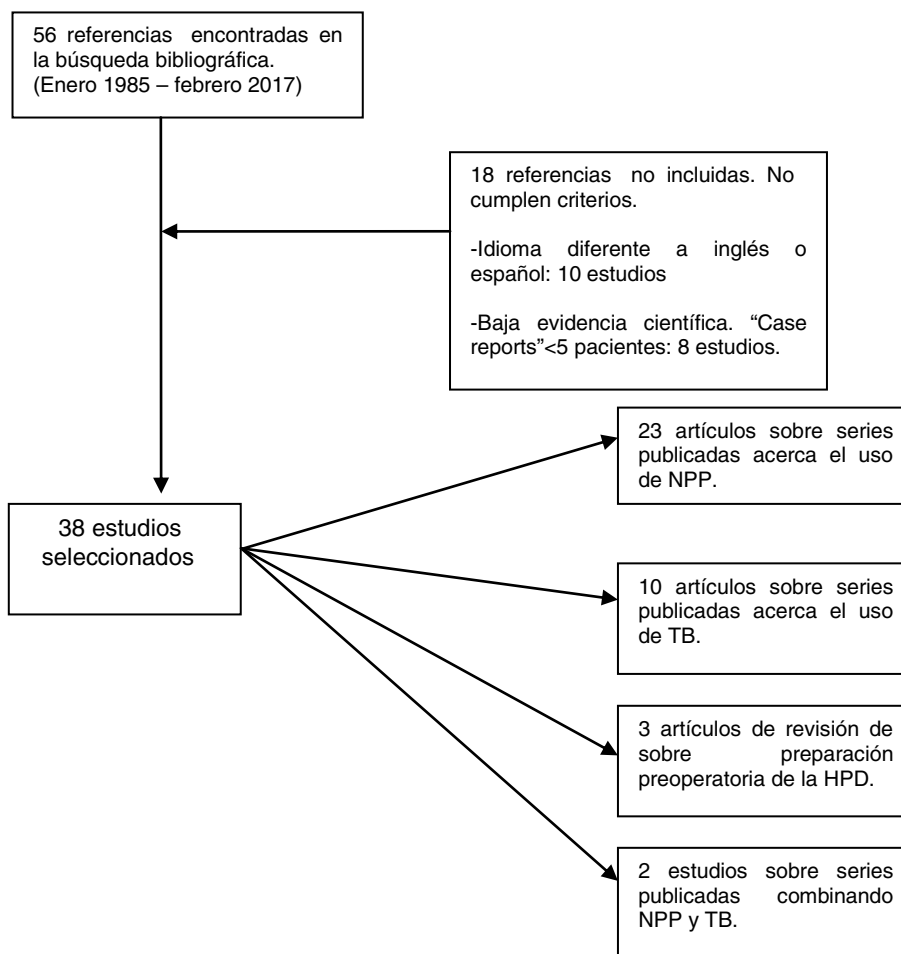 56 referencias encontradas en
la búsqueda bibliográfica.
(Enero 1985 – febrero 2017)
18 referencias no incluidas. No
cumplen criterios.
-Idioma diferente a inglés o
español: 10 estudios
-Baja evidencia científica. “Case
reports”<5 pacientes: 8 estudios.
38 estudios
seleccionados
23 artículos sobre series
publicadas acerca el uso
de NPP.
10 artículos sobre series
publicadas acerca el uso
de TB.
3 artículos de revisión de
sobre preparación
preoperatoria de la HPD.
2 estudios sobre series
publicadas combinando
NPP y TB.